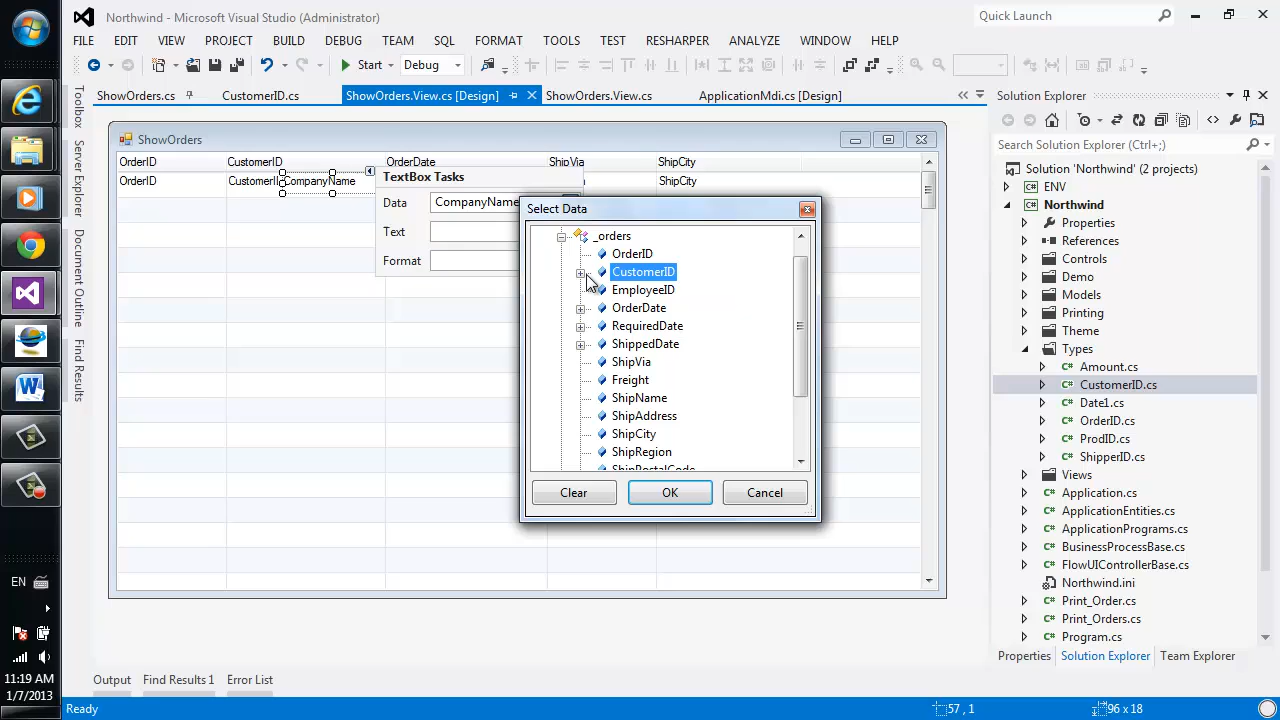 Northwind - Microsoft Visual Studio (Administrator)
Quick Launch
FILE EDIT VIEW PROJECT BUILD DEBUG TEAM SQL FORMAT TOOLS TEST RESHARPER ANALYZE WINDOW HELP
Start Debug
ShowOrders.cs CustomerID.cs ShowOrders.View.cs [Design] ShowOrders.View.cs ApplicationMdi.cs [Design]
Toolbox
Server Explorer
Document Outline
Find Results
ShowOrders
OrderID CustomerID OrderDate ShipVia ShipCity
OrderID CompanyName ShipCity
TextBox Tasks
Data CompanyName
Text
Format
Select Data
_orders
OrderID
CustomerID
EmployeeID
OrderDate
RequiredDate
ShippedDate
ShipVia
Freight
ShipName
ShipAddress
ShipCity
ShipRegion
ShipPostalCode
Clear OK Cancel
Solution Explorer
Search Solution Explorer (Ctrl+;)
Solution 'Northwind' (2 projects)
ENV
Northwind
Properties
References
Controls
Demo
Models
Printing
Theme
Types
Amount.cs
CustomerID.cs
Date1.cs
OrderID.cs
ProdID.cs
ShipperID.cs
Views
Application.cs
ApplicationEntities.cs
ApplicationPrograms.cs
BusinessProcessBase.cs
FlowUIControllerBase.cs
Northwind.ini
Print_Order.cs
Print_Orders.cs
Program.cs
Properties Solution Explorer Team Explorer
Output Find Results 1 Error List
Ready
57 , 1
96 x 18
EN
11:19 AM
1/7/2013